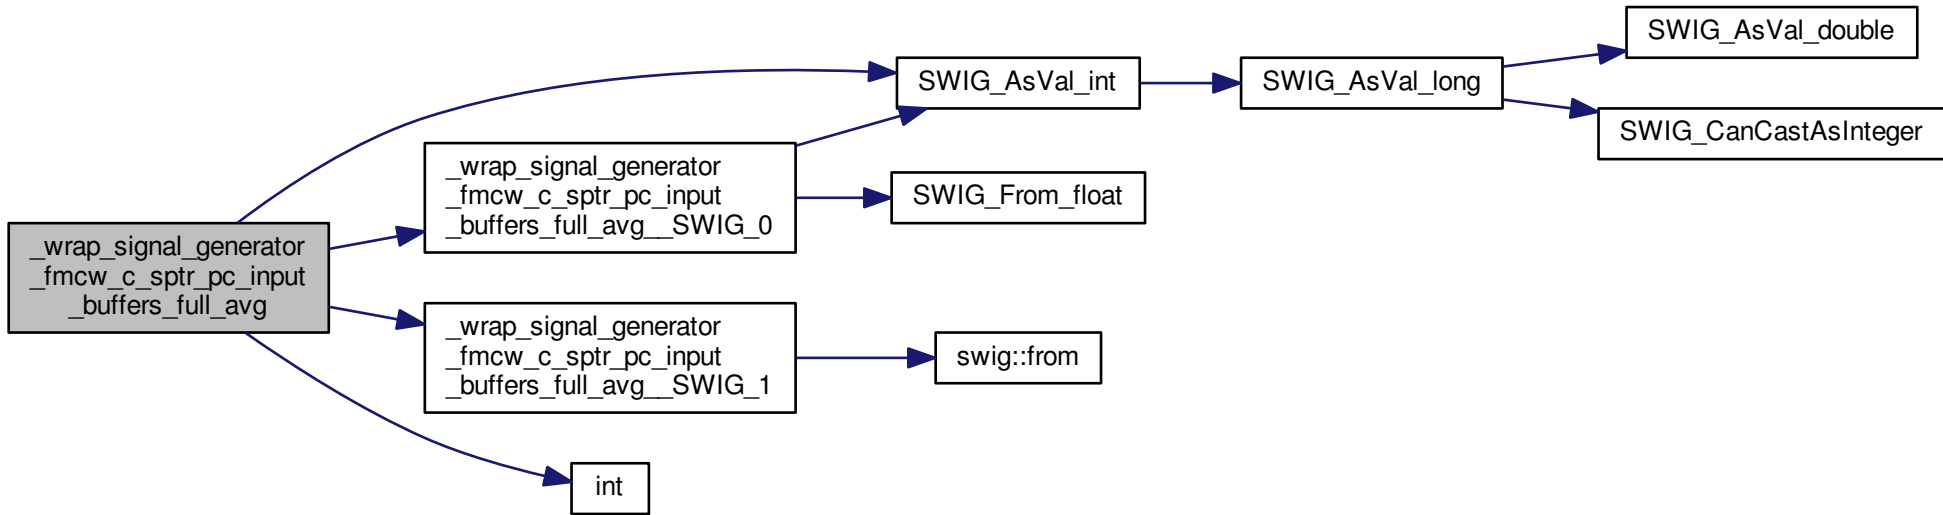 _wrap_signal_generator
_fmcw_c_sptr_pc_input
_buffers_full_avg
_wrap_signal_generator
_fmcw_c_sptr_pc_input
_buffers_full_avg__SWIG_0
_wrap_signal_generator
_fmcw_c_sptr_pc_input
_buffers_full_avg__SWIG_1
int
SWIG_AsVal_int
SWIG_From_float
swig::from
SWIG_AsVal_long
SWIG_AsVal_double
SWIG_CanCastAsInteger